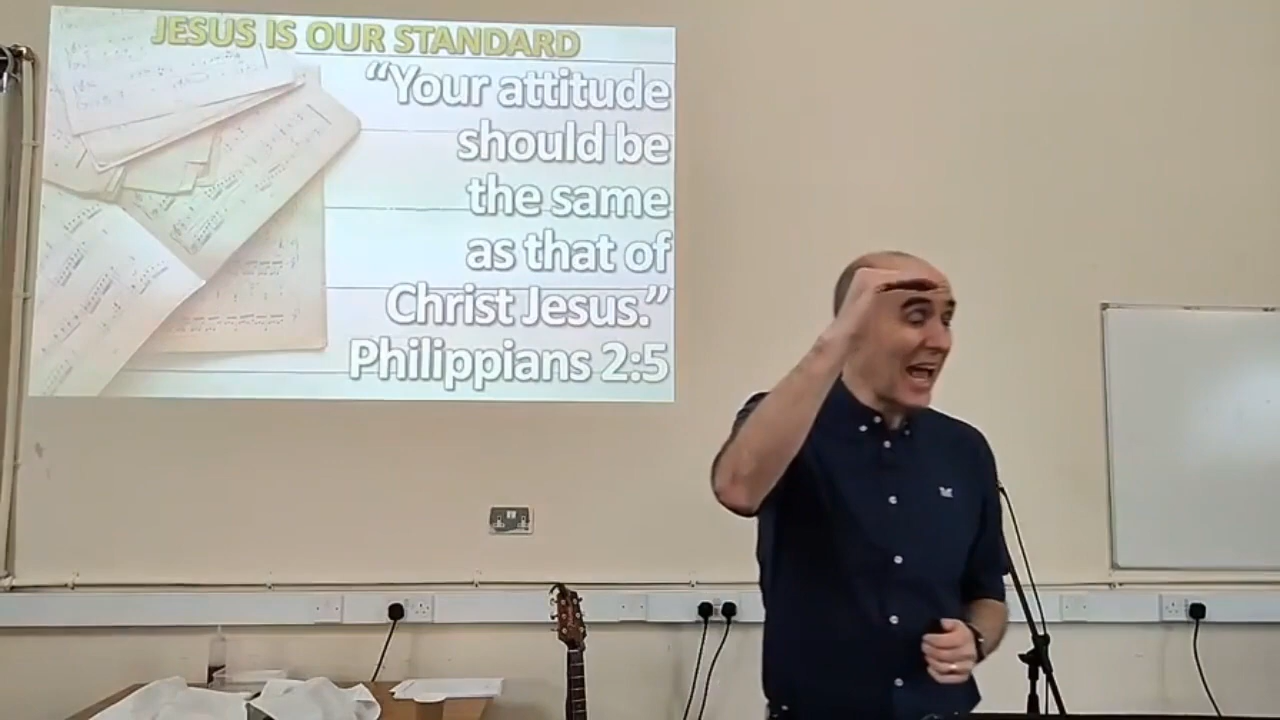 JESUS IS OUR STANDARD
“Your attitude
should be
the same
as that of
Christ Jesus.”
Philippians 2:5